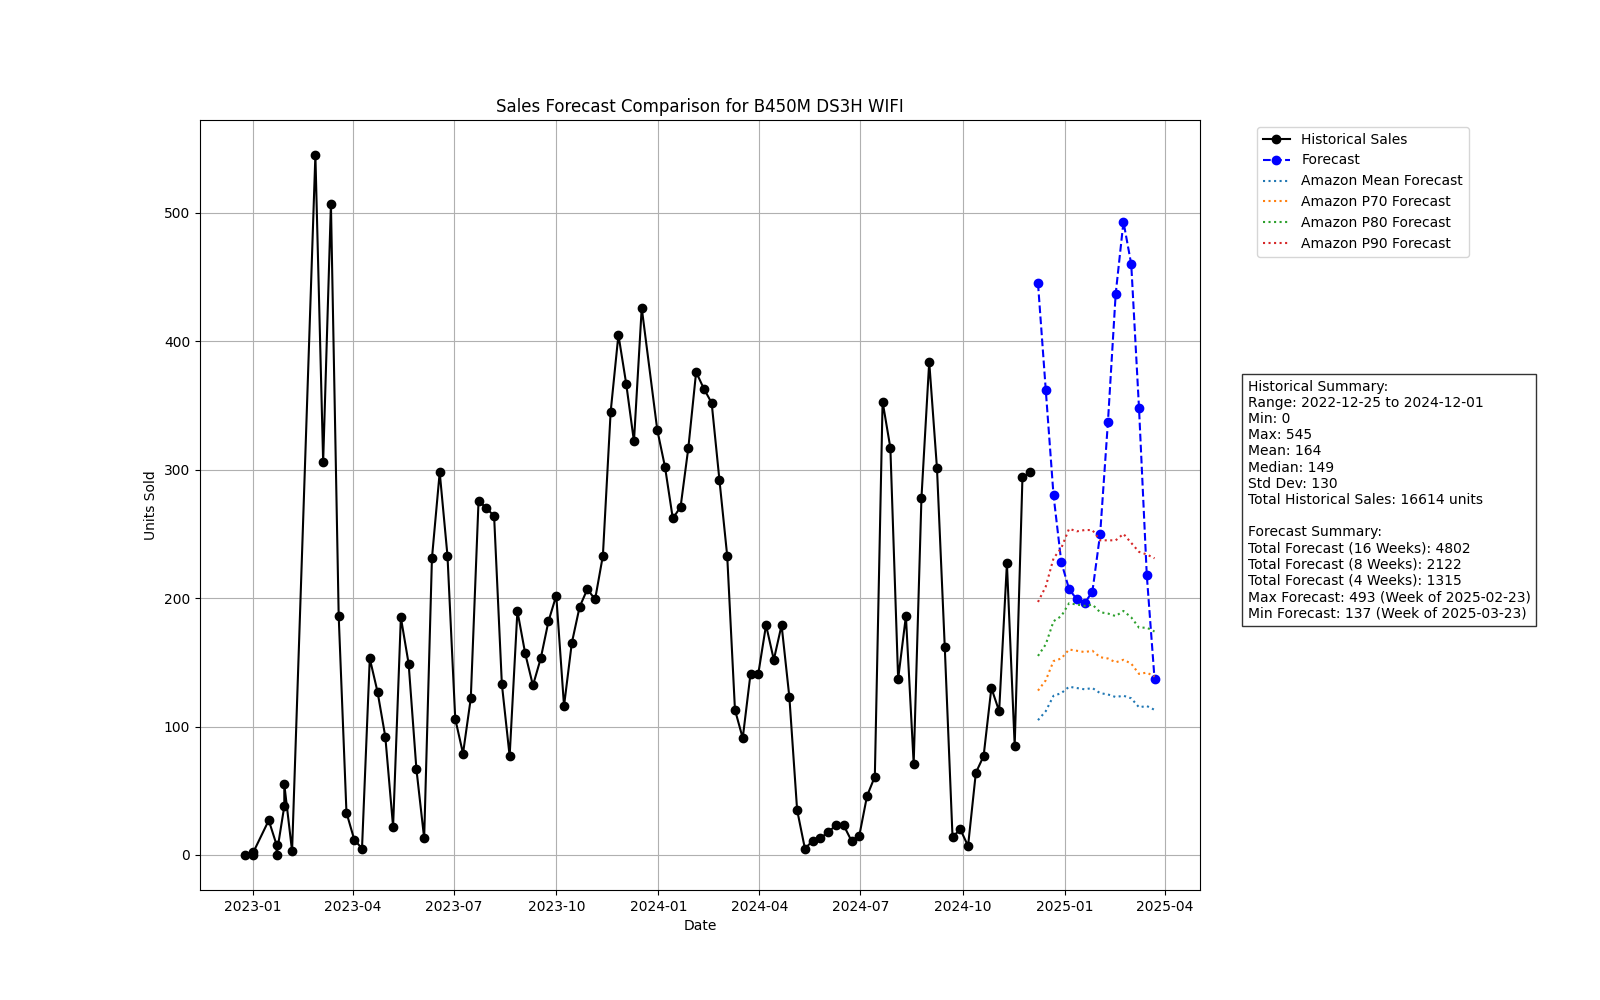 Sales Forecast Comparison for B450M DS3H WIFI
Historical Sales
Forecast
Amazon Mean Forecast
Amazon P70 Forecast
Amazon P80 Forecast
Amazon P90 Forecast
500
400
300
200
100
0
Units Sold
2023-01 2023-04 2023-07 2023-10 2024-01 2024-04 2024-07 2024-10 2025-01 2025-04
Date
Historical Summary:
Range: 2022-12-25 to 2024-12-01
Min: 0
Max: 545
Mean: 164
Median: 149
Std Dev: 130
Total Historical Sales: 16614 units
Forecast Summary:
Total Forecast (16 Weeks): 4802
Total Forecast (8 Weeks): 2122
Total Forecast (4 Weeks): 1315
Max Forecast: 493 (Week of 2025-02-23)
Min Forecast: 137 (Week of 2025-03-23)